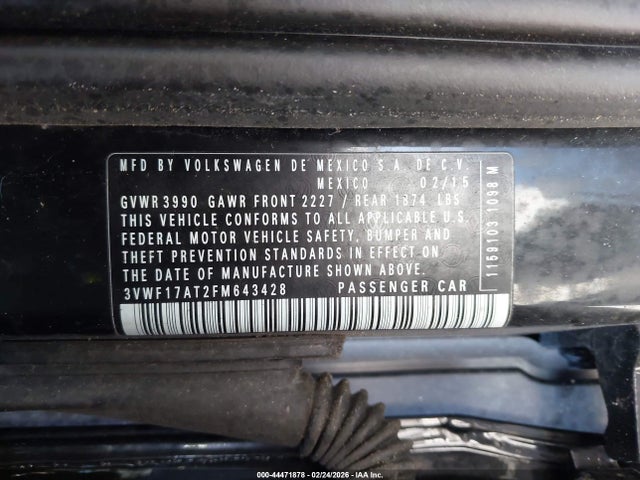 MFD BY VOLKSWAGEN DE MEXICO S.A. DE C.V.
MEXICO 02/15
GVWR 3990 GAWR FRONT 2227 / REAR 1874 LBS
THIS VEHICLE CONFORMS TO ALL APPLICABLE U.S.
FEDERAL MOTOR VEHICLE SAFETY, BUMPER AND
THEFT PREVENTION STANDARDS IN EFFECT ON
THE DATE OF MANUFACTURE SHOWN ABOVE.
3VWF17AT2FM643428 PASSENGER CAR
11591031098 M
000-44471878 - 02/24/2026 - IAA Inc.